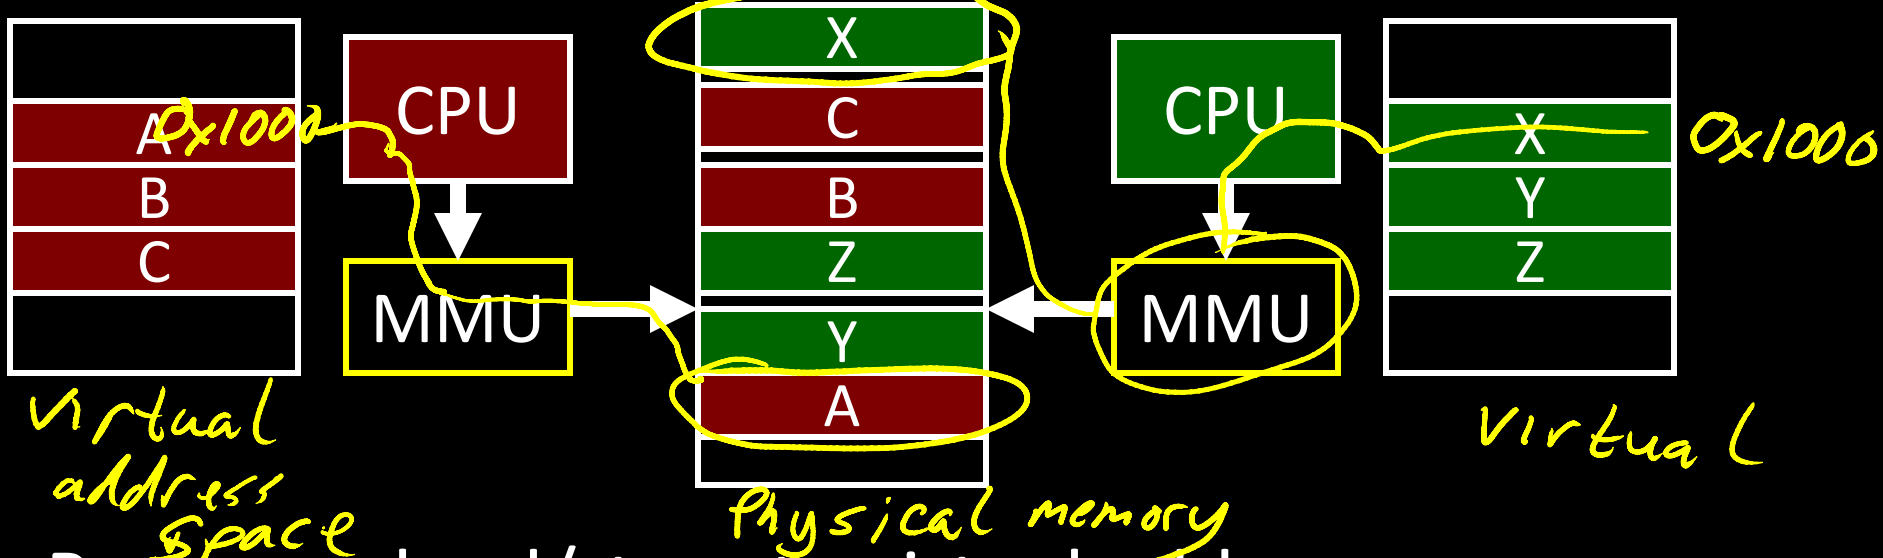 A
0x1000
B
C
CPU
MMU
X
C
B
Z
Y
A
CPU
MMU
X
0x1000
Y
Z
Virtual
address
space
Physical memory
Virtual